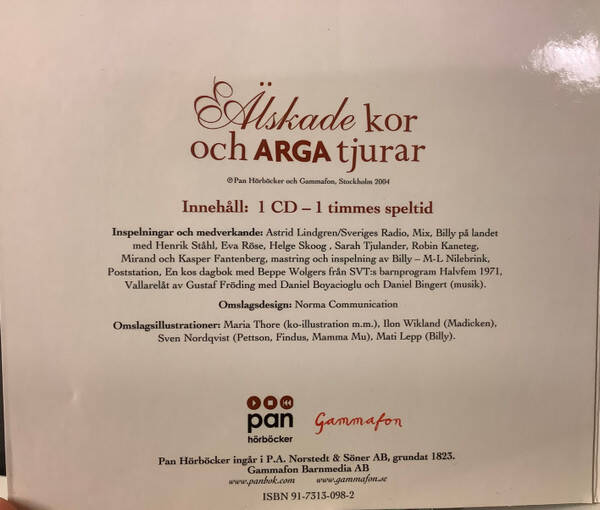 Älskade kor
och ARGA tjurar
℗ Pan Hörböcker och Gammafon, Stockholm 2004
Innehåll: 1 CD – 1 timmes speltid
Inspelningar och medverkande: Astrid Lindgren/Sveriges Radio, Mix, Billy på landet
med Henrik Ståhl, Eva Röse, Helge Skoog , Sarah Tjulander, Robin Kaneteg,
Mirand och Kasper Fantenberg, mastring och inspelning av Billy – M-L Nilebrink,
Poststation, En kos dagbok med Beppe Wolgers från SVT:s barnprogram Halvfem 1971,
Vallarelåt av Gustaf Fröding med Daniel Boyacioglu och Daniel Bingert (musik).
Omslagsdesign: Norma Communication
Omslagsillustrationer: Maria Thore (ko-illustration m.m.), Ilon Wikland (Madicken),
Sven Nordqvist (Pettson, Findus, Mamma Mu), Mati Lepp (Billy).
pan
hörböcker
Gammafon
Pan Hörböcker ingår i P.A. Norstedt & Söner AB, grundat 1823.
Gammafon Barnmedia AB
www.panbok.com www.gammafon.se
ISBN 91-7313-098-2